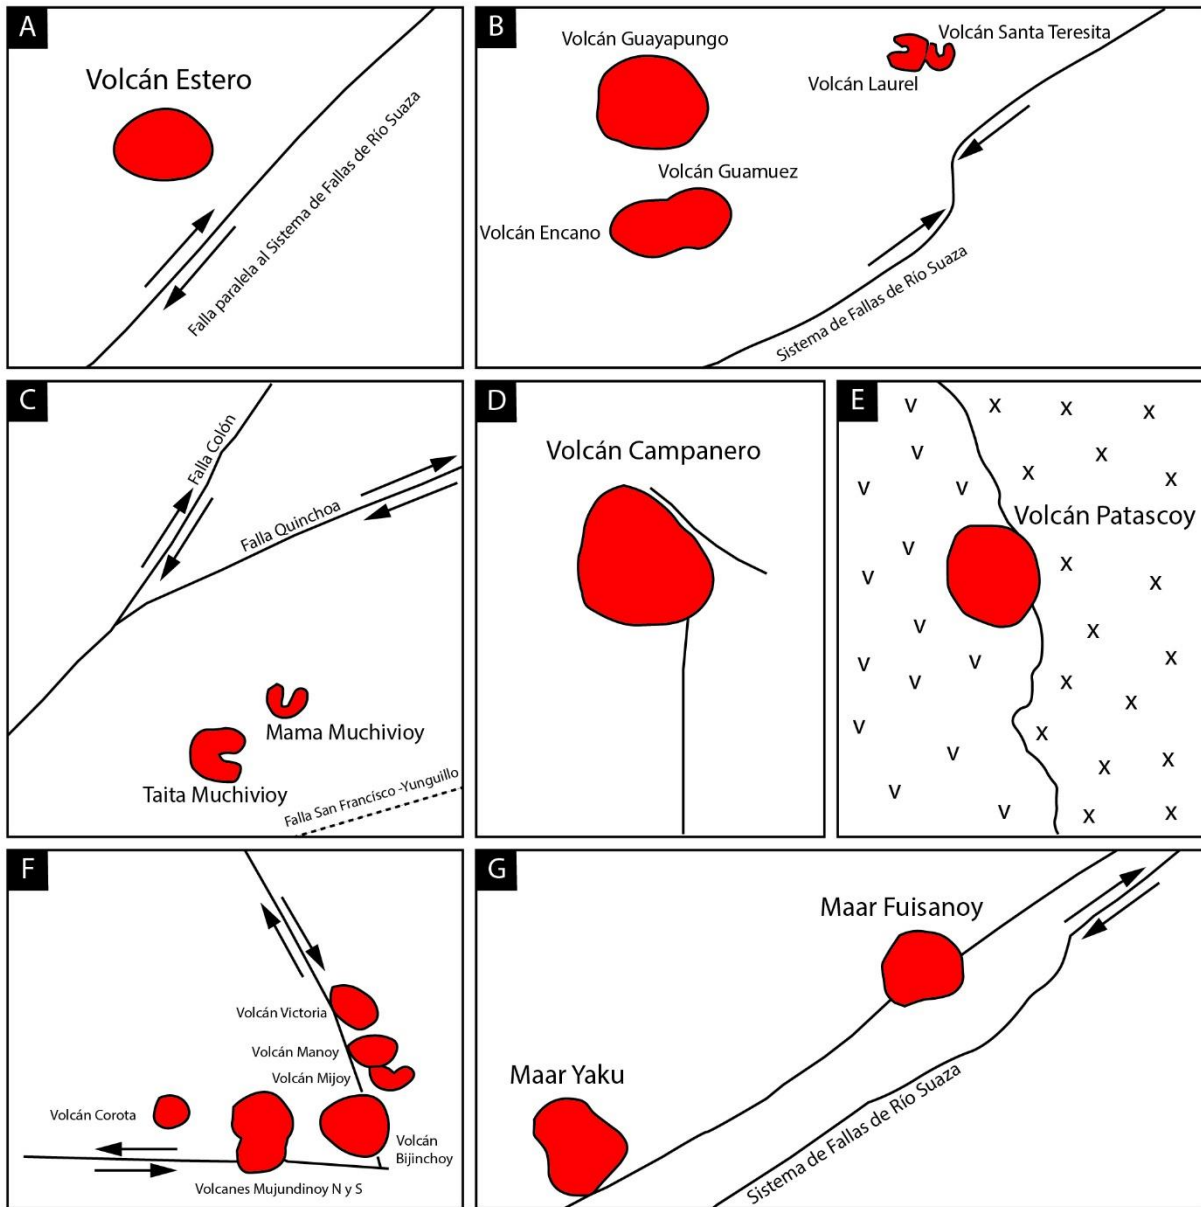 A
Volcán Estero
Falla paralela al Sistema de Fallas de Río Suaza
B
Volcán Guayapungo
Volcán Santa Teresita
Volcán Laurel
Volcán Guamuez
Volcán Encano
Sistema de Fallas de Río Suaza
C
Falla Colón
Falla Quinchoa
Mama Muchivioy
Taita Muchivioy
Falla San Francisco -Yunguillo
D
Volcán Campanero
E
Volcán Patascoy
F
Volcán Victoria
Volcán Manoy
Volcán Mijoy
Volcán Corota
Volcán
Bijinchoy
Volcanes Mujundinoy N y S
G
Maar Fuisanoy
Maar Yaku
Sistema de Fallas de Río Suaza